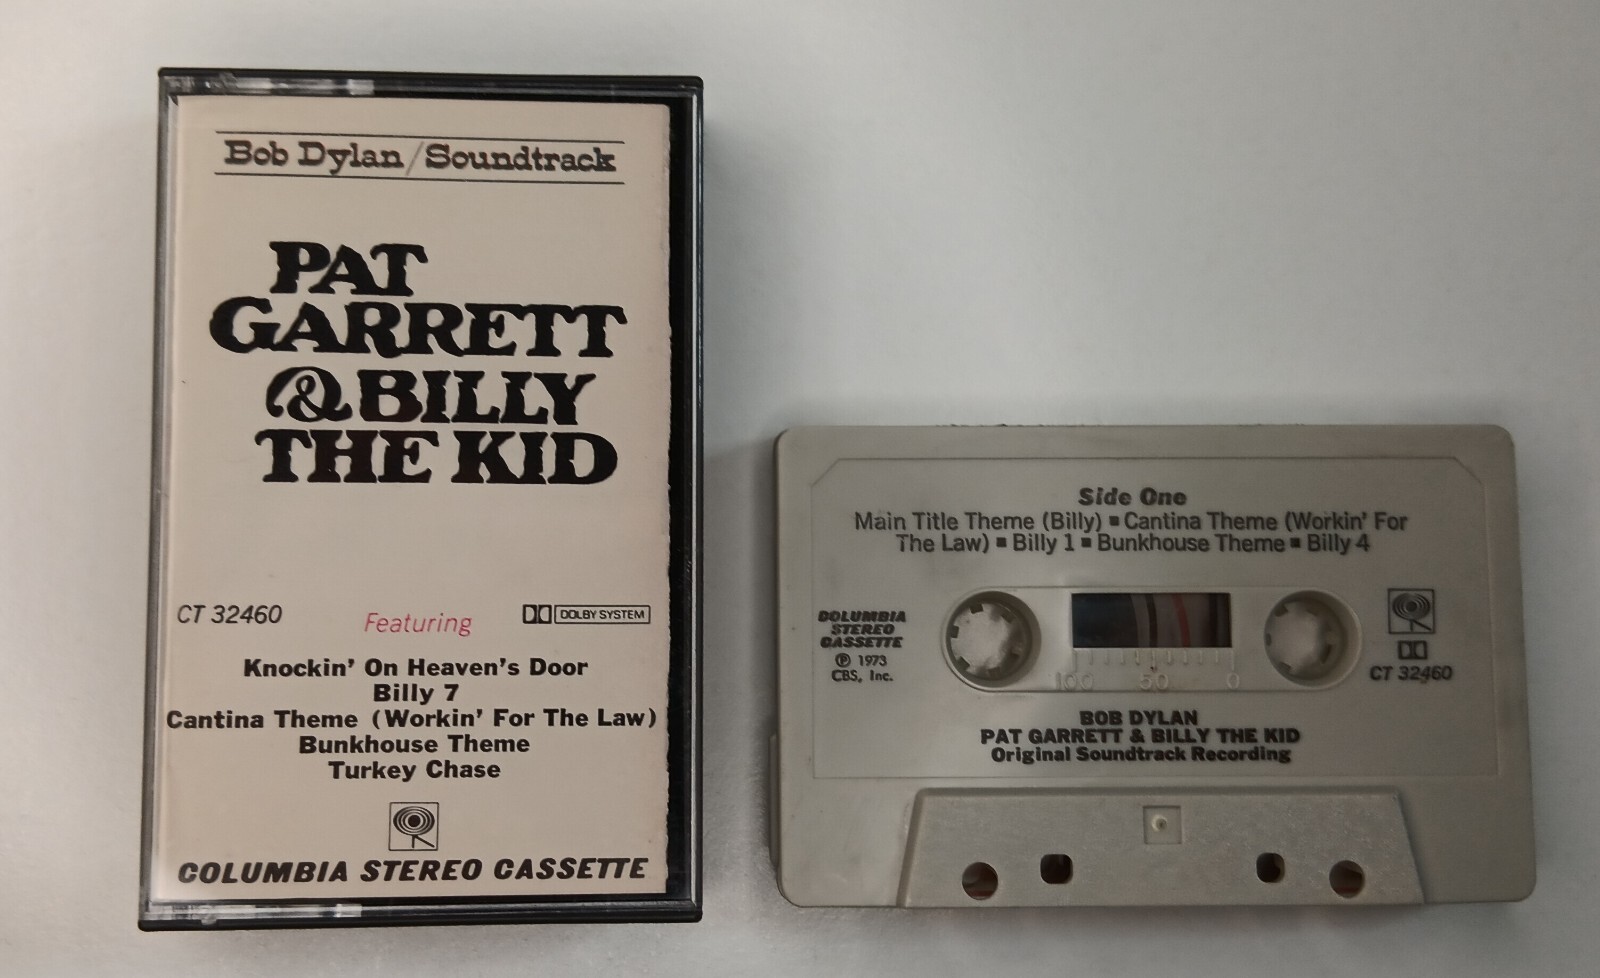 Bob Dylan/Soundtrack
PAT
GARRETT
& BILLY
THE KID
CT 32460
Featuring
DOLBY SYSTEM
Knockin' On Heaven's Door
Billy 7
Cantina Theme (Workin' For The Law)
Bunkhouse Theme
Turkey Chase
COLUMBIA STEREO CASSETTE
Side One
Main Title Theme (Billy) ■ Cantina Theme (Workin' For
The Law) ■ Billy 1 ■ Bunkhouse Theme ■ Billy 4
COLUMBIA
STEREO
CASSETTE
℗ 1973
CBS, Inc.
100 50 0
CT 32460
BOB DYLAN
PAT GARRETT & BILLY THE KID
Original Soundtrack Recording